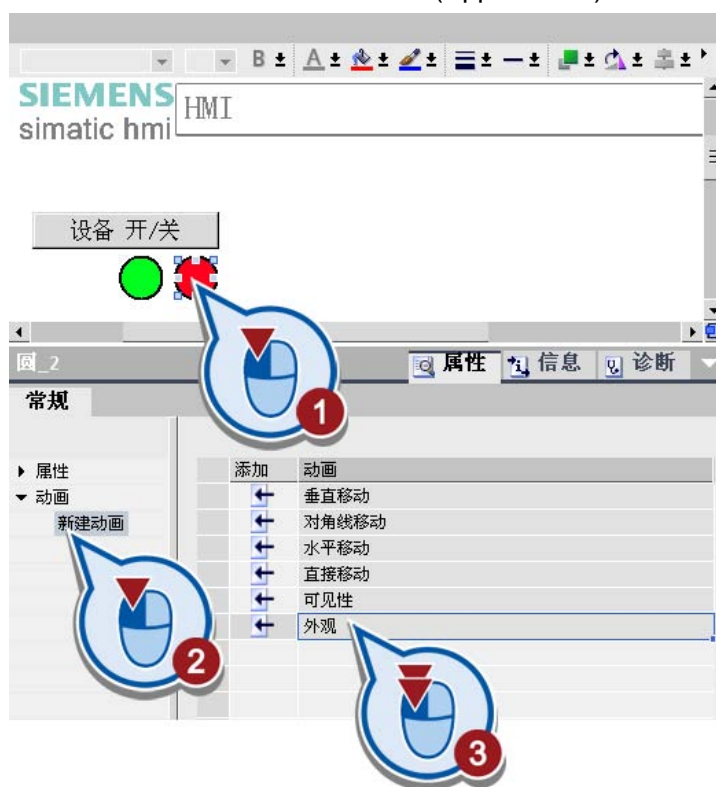 B A
SIEMENS
simatic hmi
HMI
设备 开/关
1
圆_2
属性 信息 诊断
常规
属性
动画
新建动画
添加 动画
垂直移动
对角线移动
水平移动
直接移动
可见性
外观
2
3